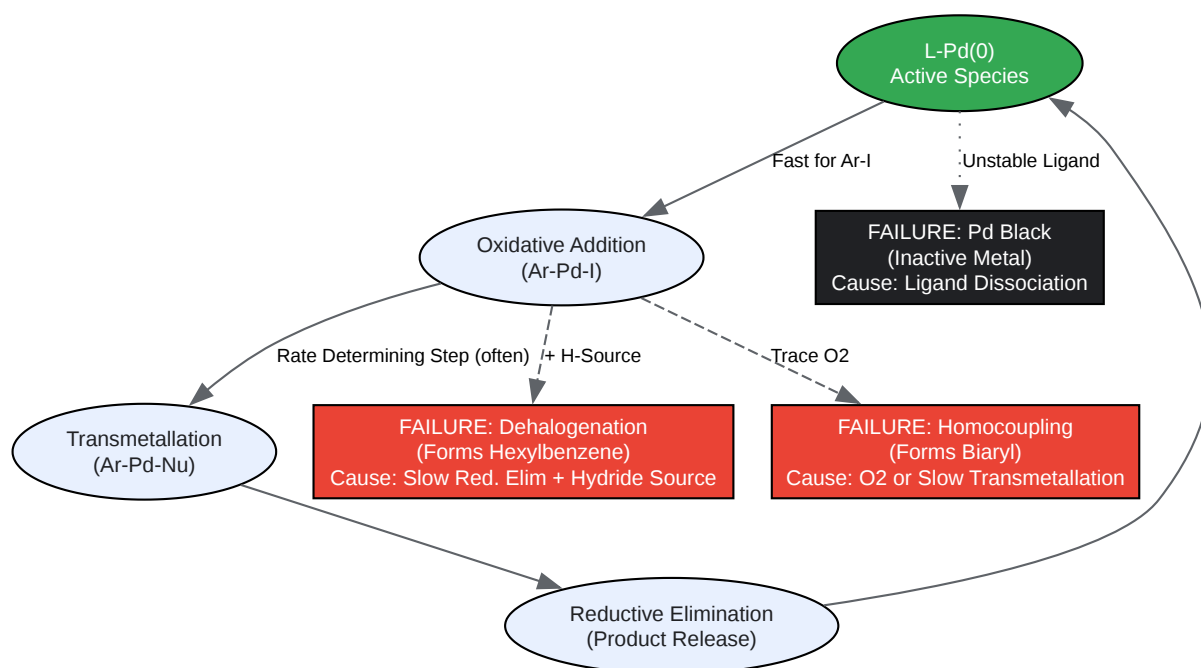 L-Pd(0)
Active Species
Fast for Ar-I
Unstable Ligand
FAILURE: Pd Black
(Inactive Metal)
Cause: Ligand Dissociation
Oxidative Addition
(Ar-Pd-I)
Rate Determining Step (often)
+ H-Source
Trace O2
Transmetallation
(Ar-Pd-Nu)
FAILURE: Dehalogenation
(Forms Hexylbenzene)
Cause: Slow Red. Elim + Hydride Source
FAILURE: Homocoupling
(Forms Biaryl)
Cause: O2 or Slow Transmetallation
Reductive Elimination
(Product Release)